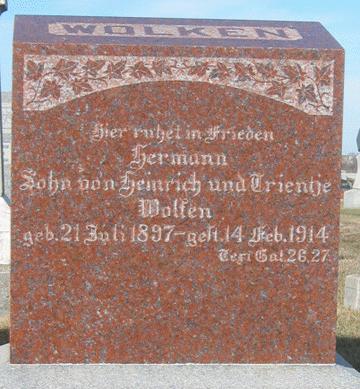 WOLKEN
Hier ruhet in Frieden
Hermann
Sohn von Heinrich und Trientje
Wolken
geb. 21 Juli 1897 – gest. 14 Feb. 1914
Text Gal. 26, 27